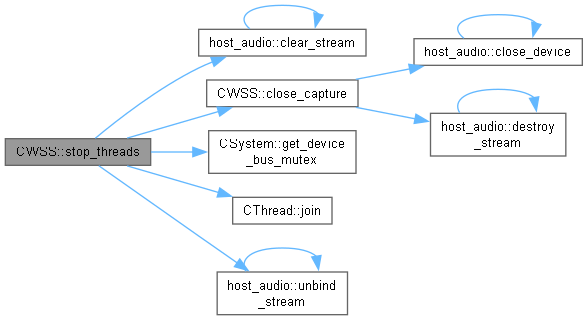 CWSS::stop_threads
host_audio::clear_stream
CWSS::close_capture
host_audio::close_device
host_audio::destroy
_stream
CSystem::get_device
_bus_mutex
CThread::join
host_audio::unbind
_stream